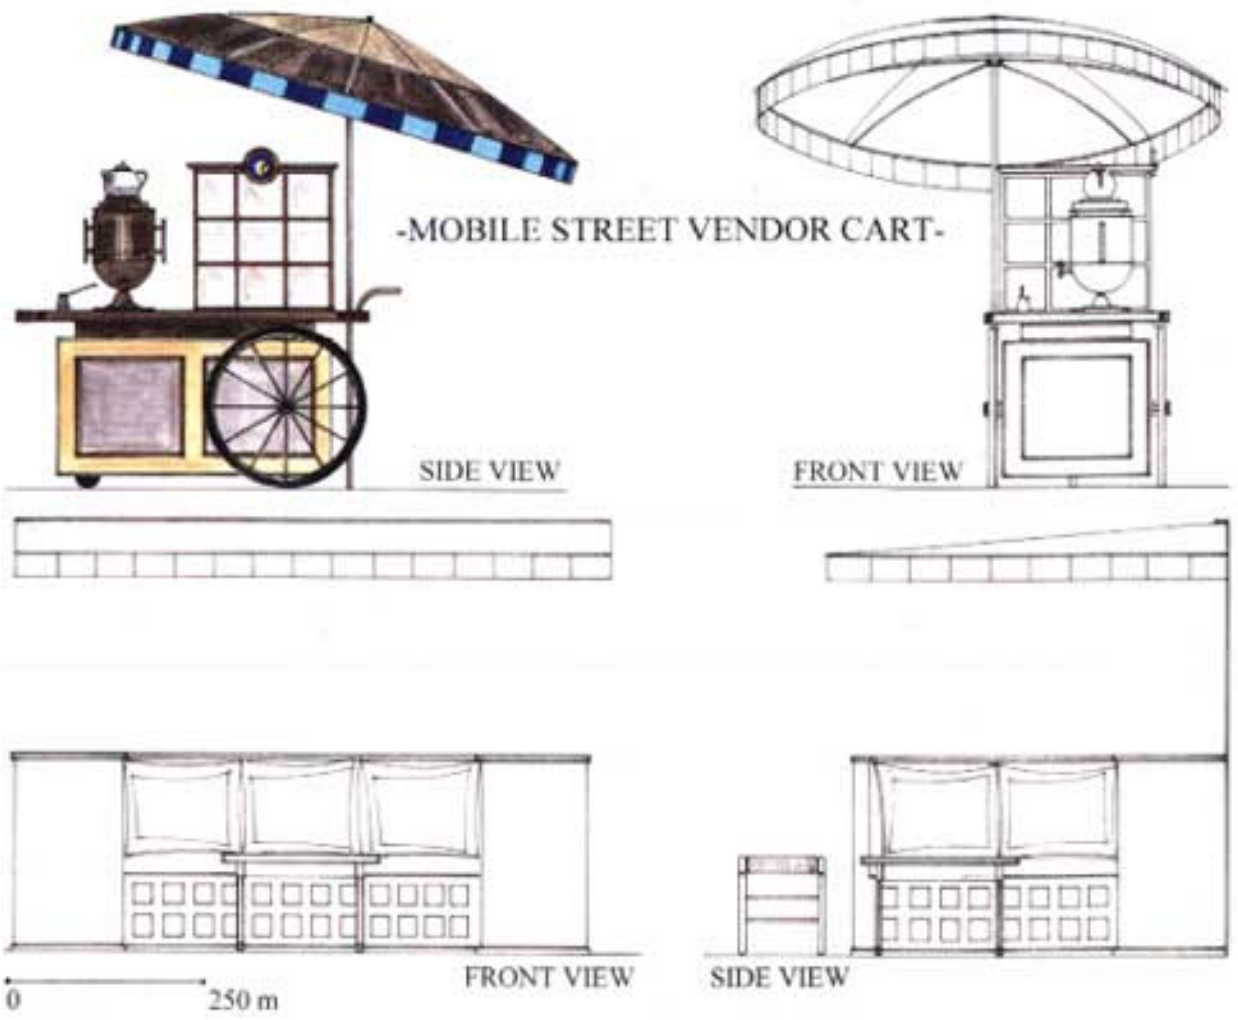 -MOBILE STREET VENDOR CART-
SIDE VIEW
FRONT VIEW
FRONT VIEW
SIDE VIEW
0 250 m